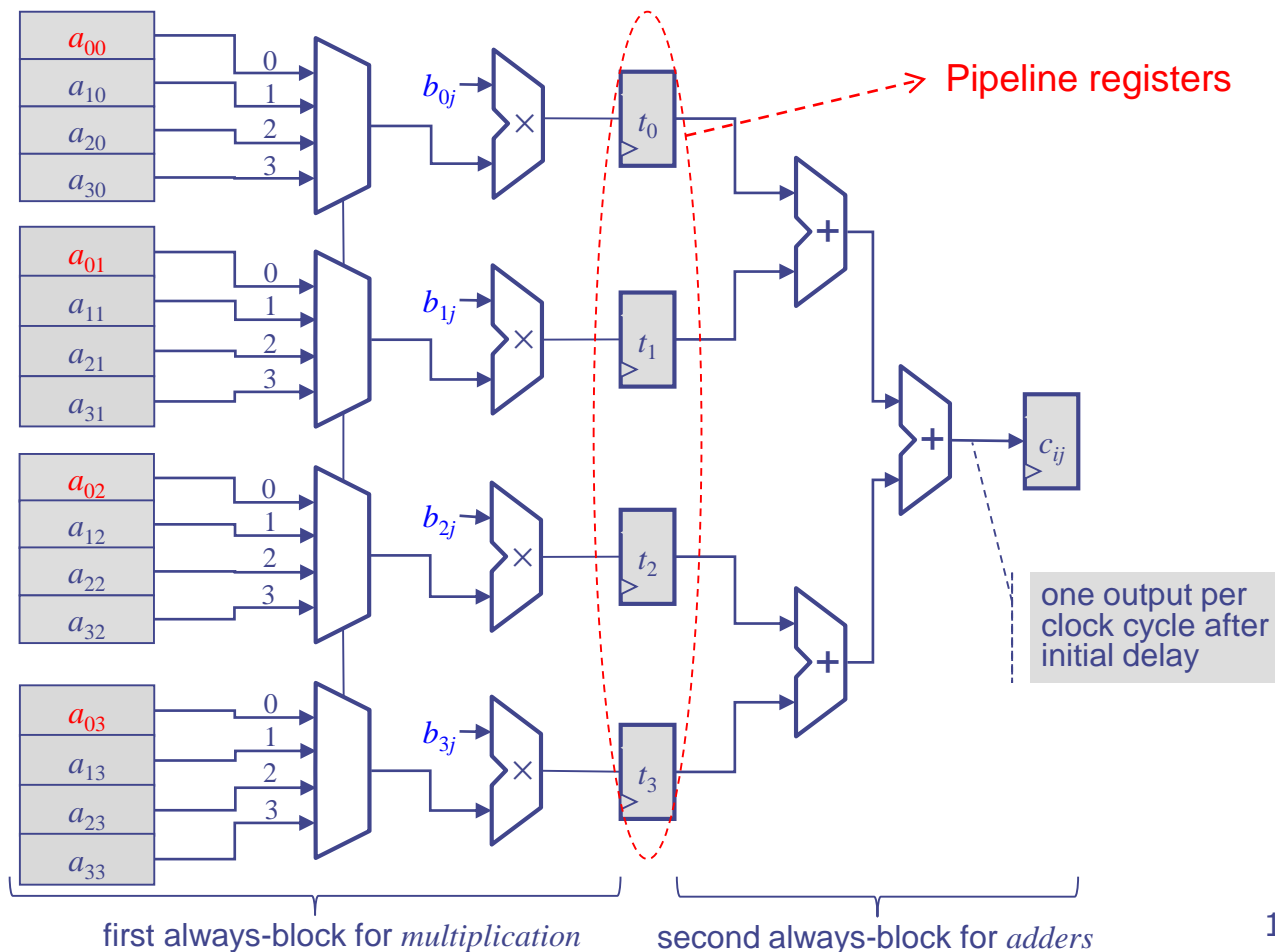 a00
a10
a20
a30
0
1
2
3
b0j
×
t0
Pipeline registers
+
a01
a11
a21
a31
0
1
2
3
b1j
×
t1
+
cij
a02
a12
a22
a32
0
1
2
3
b2j
×
t2
+
one output per
clock cycle after
initial delay
a03
a13
a23
a33
0
1
2
3
b3j
×
t3
first always-block for multiplication
second always-block for adders
1